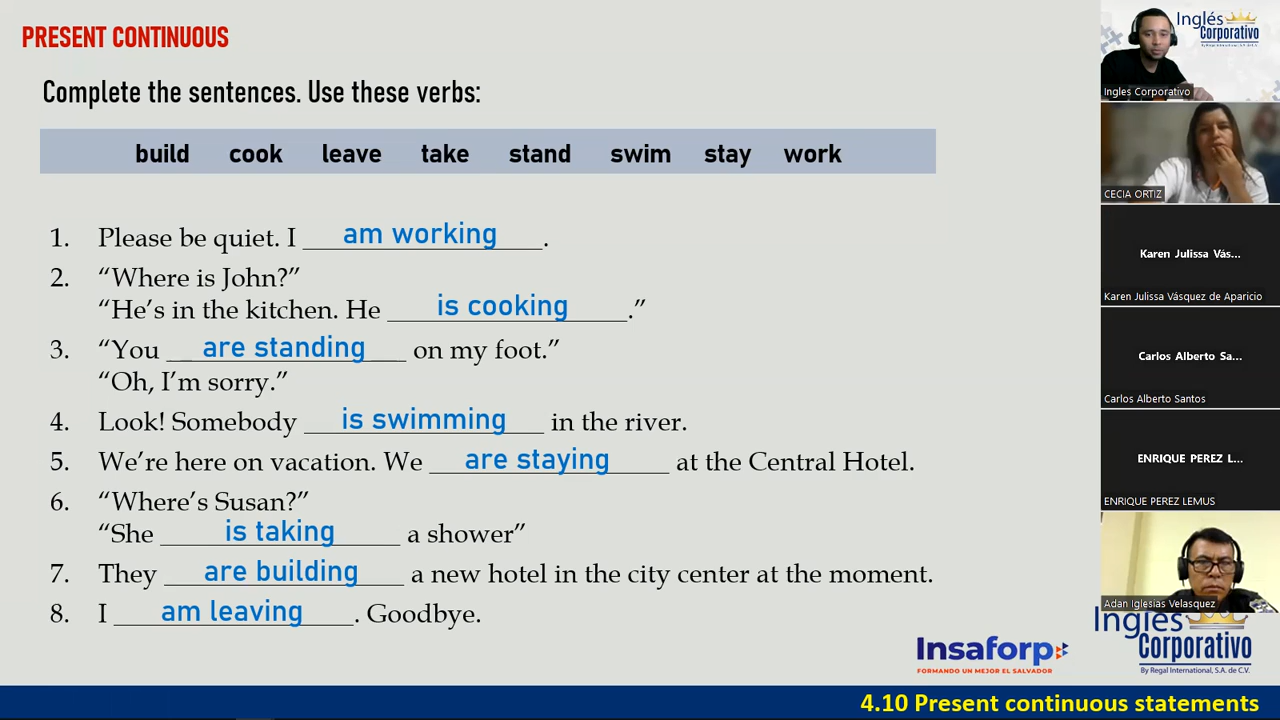 PRESENT CONTINUOUS
Complete the sentences. Use these verbs:
build cook leave take stand swim stay work
1. Please be quiet. I am working.
2. “Where is John?”
“He’s in the kitchen. He is cooking.”
3. “You are standing on my foot.”
“Oh, I’m sorry.”
4. Look! Somebody is swimming in the river.
5. We’re here on vacation. We are staying at the Central Hotel.
6. “Where’s Susan?”
“She is taking a shower”
7. They are building a new hotel in the city center at the moment.
8. I am leaving. Goodbye.
Insaforp
FORMANDO UN MEJOR EL SALVADOR
Inglés
Corporativo
By Regal International, S.A. de C.V.
4.10 Present continuous statements
Inglés
Corporativo
Ingles Corporativo
CECIA ORTIZ
Karen Julissa Vás...
Karen Julissa Vásquez de Aparicio
Carlos Alberto Sa...
Carlos Alberto Santos
ENRIQUE PEREZ L...
ENRIQUE PEREZ LEMUS
Adan Iglesias Velasquez